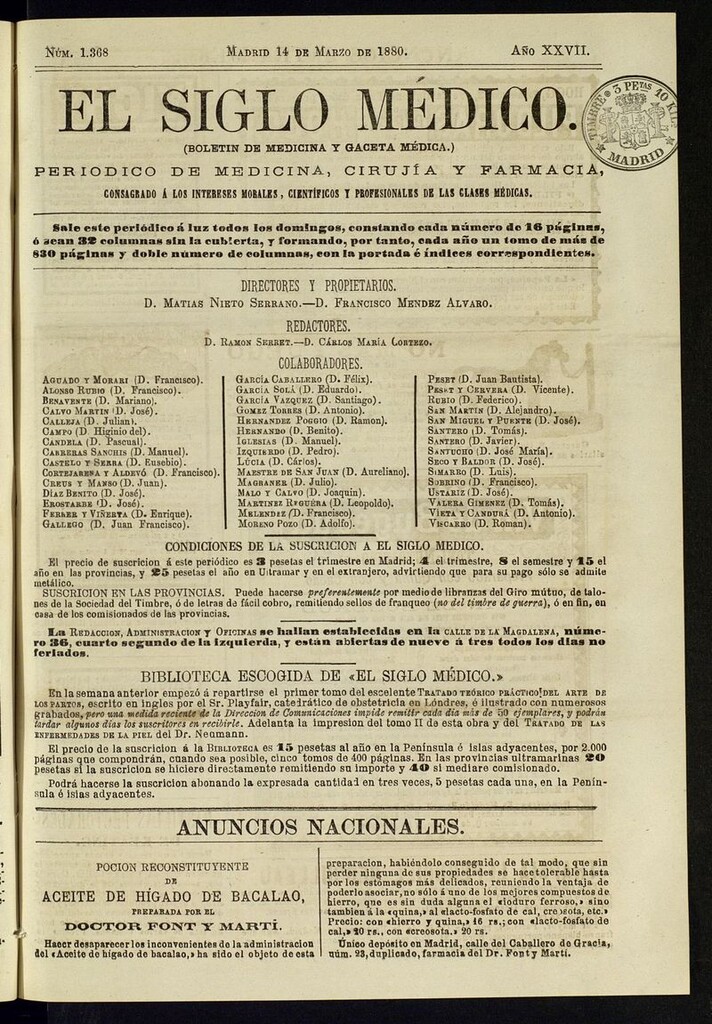 NÚM. 1.368 MADRID 14 DE MARZO DE 1880. AÑO XXVII.
EL SIGLO MÉDICO.
TIMBRE 3 PETAS 10 KIL.
MADRID
(BOLETIN DE MEDICINA Y GACETA MÉDICA.)
PERIODICO DE MEDICINA, CIRUJÍA Y FARMACIA,
CONSAGRADO Á LOS INTERESES MORALES, CIENTÍFICOS Y PROFESIONALES DE LAS CLASES MÉDICAS.
Sale este periódico á luz todos los domingos, constando cada número de 16 páginas,
ó sean 32 columnas sin la cubierta, y formando, por tanto, cada año un tomo de más de
830 páginas y doble número de columnas, con la portada é índices correspondientes.
DIRECTORES Y PROPIETARIOS.
D. MATIAS NIETO SERRANO.—D. FRANCISCO MENDEZ ALVARO.
REDACTORES.
D. RAMON SERRET.—D. CÁRLOS MARÍA CORTEZO.
COLABORADORES.
AGUADO Y MORARI (D. Francisco).
ALONSO RUBIO (D. Francisco).
BENAVENTE (D. Mariano).
CALVO MARTIN (D. José).
CALLEJA (D. Julian).
CAMPO (D. Higinio del).
CANDELA (D. Pascual).
CARRERAS SANCHIS (D. Manuel).
CASTELO Y SERRA (D. Eusebio).
CORTEJARENA Y ALDEVÓ (D. Francisco).
CREUS Y MANSO (D. Juan).
DIAZ BENITO (D. José).
EROSTARBE (D. José).
FERRER Y VIÑERTA (D. Enrique).
GALLEGO (D. Juan Francisco).
GARCÍA CABALLERO (D. Félix).
GARCÍA SOLÁ (D. Eduardo).
GARCÍA VAZQUEZ (D. Santiago).
GOMEZ TORRES (D. Antonio).
HERNANDEZ POGGIO (D. Ramon).
HERNANDO (D. Benito).
IGLESIAS (D. Manuel).
IZQUIERDO (D. Pedro).
LÚCIA (D. Cárlos).
MAESTRE DE SAN JUAN (D. Aureliano).
MAGRANER (D. Julio).
MALO Y CALVO (D. Joaquin).
MARTINEZ REGUERA (D. Leopoldo).
MELENDEZ (D. Francisco).
MORENO POZO (D. Adolfo).
PESET (D. Juan Bautista).
PESET Y CERVERA (D. Vicente).
RUBIO (D. Federico).
SAN MARTIN (D. Alejandro).
SAN MIGUEL Y PUENTE (D. José).
SANTERO (D. Tomás).
SANTERO (D. Javier).
SANTUCHO (D. José María).
SECO Y BALDOR (D. José).
SIMARRO (D. Luis).
SOBRINO (D. Francisco).
USTARIZ (D. José).
VALERA GIMENEZ (D. Tomás).
VIETA Y CANDURÁ (D. Antonio).
VISCARRO (D. Roman).
CONDICIONES DE LA SUSCRICION A EL SIGLO MEDICO.
El precio de suscricion á este periódico es 3 pesetas el trimestre en Madrid; 4 el trimestre, 8 el semestre y 15 el
año en las provincias, y 25 pesetas el año en Ultramar y en el extranjero, advirtiendo que para su pago sólo se admite
metálico.
SUSCRICION EN LAS PROVINCIAS. Puede hacerse preferentemente por medio de libranzas del Giro mútuo, de talo-
nes de la Sociedad del Timbre, ó de letras de fácil cobro, remitiendo sellos de franqueo (no del timbre de guerra), ó en fin, en
casa de los comisionados de las provincias.
LA REDACCION, ADMINISTRACION Y OFICINAS se hallan establecidas en la CALLE DE LA MAGDALENA, núme-
ro 36, cuarto segundo de la izquierda, y están abiertas de nueve á tres todos los dias no
feriados.
BIBLIOTECA ESCOGIDA DE «EL SIGLO MÉDICO.»
En la semana anterior empezó á repartirse el primer tomo del escelente TRATADO TEÓRICO PRÁCTICO DEL ARTE DE
LOS PARTOS, escrito en ingles por el Sr. Playfair, catedrático de obstetricia en Lóndres, é ilustrado con numerosos
grabados, pero una medida reciente de la Direccion de Comunicaciones impide remitir cada dia más de 50 ejemplares, y podrán
tardar algunos dias los suscritores en recibirle. Adelanta la impresion del tomo II de esta obra y del TRATADO DE LAS
ENFERMEDADES DE LA PIEL del Dr. Neumann.
El precio de la suscricion á la BIBLIOTECA es 15 pesetas al año en la Península é islas adyacentes, por 2.000
páginas que compondrán, cuando sea posible, cinco tomos de 400 páginas. En las provincias ultramarinas 20
pesetas si la suscricion se hiciere directamente remitiendo su importe y 40 si mediare comisionado.
Podrá hacerse la suscricion abonando la expresada cantidad en tres veces, 5 pesetas cada una, en la Penín-
sula é islas adyacentes.
ANUNCIOS NACIONALES.
POCION RECONSTITUYENTE
DE
ACEITE DE HÍGADO DE BACALAO,
PREPARADA POR EL
DOCTOR FONT Y MARTÍ.
Hacer desaparecer los inconvenientes de la administracion
del «Aceite de hígado de bacalao,» ha sido el objeto de esta
preparacion, habiéndolo conseguido de tal modo, que sin
perder ninguna de sus propiedades se hace tolerable hasta
por los estómagos más delicados, reuniendo la ventaja de
poderlo asociar, no sólo á uno de los mejores compuestos de
hierro, que es sin duda alguna el «ioduro ferroso,» sino
tambien á la «quina,» al «lacto-fosfato de cal, creosota, etc.»
Precio: con «hierro y quina,» 16 rs.; con «lacto-fosfato de
cal,» 20 rs., con «creosota.» 20 rs.
Único depósito en Madrid, calle del Caballero de Gracia,
núm. 23, duplicado, farmacia del Dr. Font y Martí.